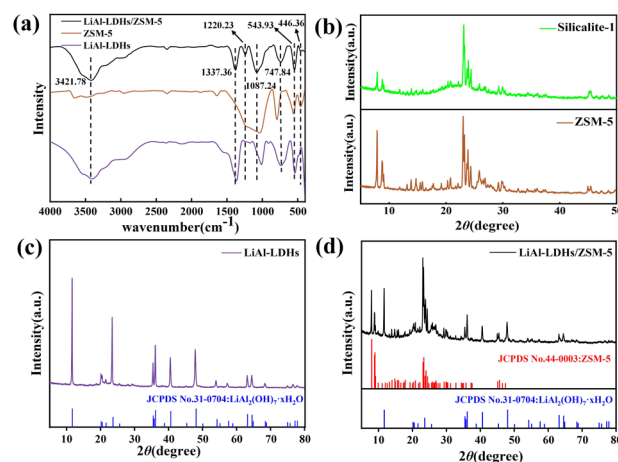 (a)
LiAl-LDHs/ZSM-5
ZSM-5
LiAl-LDHs
1220.23
543.93
446.36
3421.78
1337.36
747.84
1087.24
Intensity
4000 3500 3000 2500 2000 1500 1000 500
wavenumber(cm-1)
(b)
Silicalite-1
Intensity(a.u.)
ZSM-5
Intensity(a.u.)
10 20 30 40 50
2θ(degree)
(c)
LiAl-LDHs
Intensity(a.u.)
JCPDS No.31-0704:LiAl2(OH)7·xH2O
10 20 30 40 50 60 70 80
2θ(degree)
(d)
LiAl-LDHs/ZSM-5
Intensity(a.u.)
JCPDS No.44-0003:ZSM-5
JCPDS No.31-0704:LiAl2(OH)7·xH2O
10 20 30 40 50 60 70 80
2θ(degree)